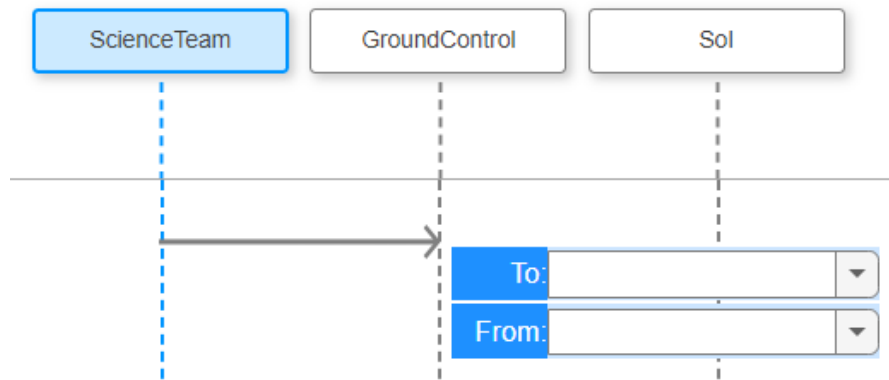 ScienceTeam
GroundControl
Sol
To:
From: